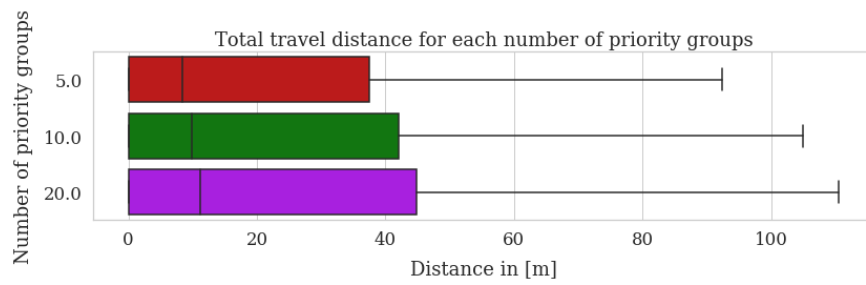 Total travel distance for each number of priority groups
Number of priority groups
5.0
10.0
20.0
0 20 40 60 80 100
Distance in [m]